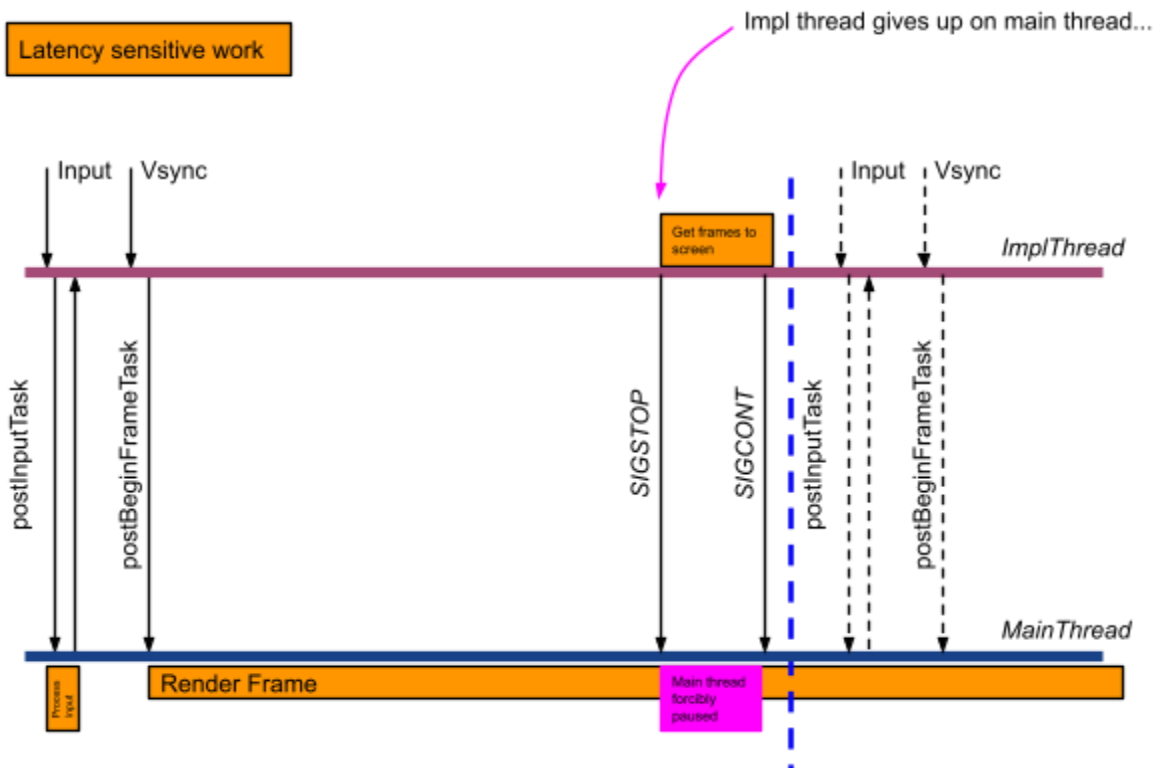 Impl thread gives up on main thread...
Latency sensitive work
Input
Vsync
Input
Vsync
Get frames to
screen
ImplThread
postInputTask
postBeginFrameTask
SIGSTOP
SIGCONT
postInputTask
postBeginFrameTask
MainThread
Process
input
Render Frame
Main thread
forcibly
paused